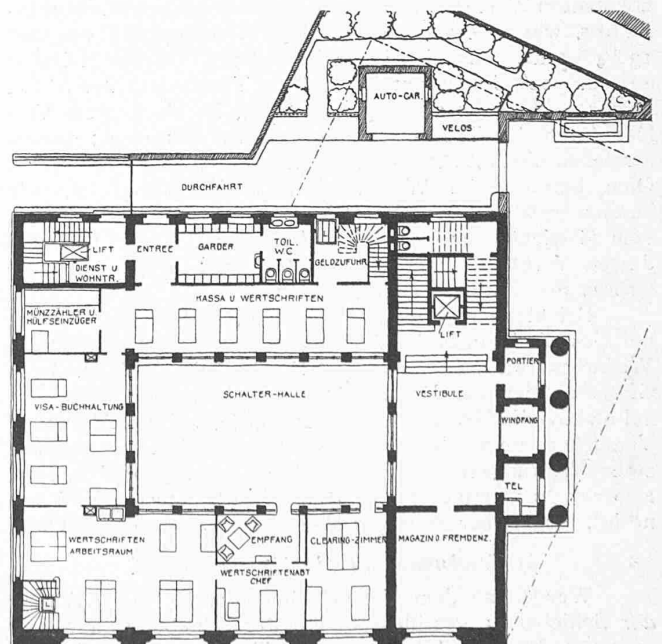 AUTO-CAR.
VELOS
DURCHFAHRT
LIFT
DIENST U
WOHNTR.
ENTREE
GARDER
TOIL.
W.C.
GELDZUFUHR
KASSA U WERTSCHRIFTEN
MÜNZZÄHLER U
HÜLFSEINZÜGER
LIFT
PORTIER
SCHALTER-HALLE
VESTIBULE
VISA-BUCHHALTUNG
WINDFANG
TEL
WERTSCHRIFTEN
ARBEITSRAUM
EMPFANG
CLEARING-ZIMMER
MAGAZIN D FREMDENZ.
WERTSCHRIFTENABT
CHEF